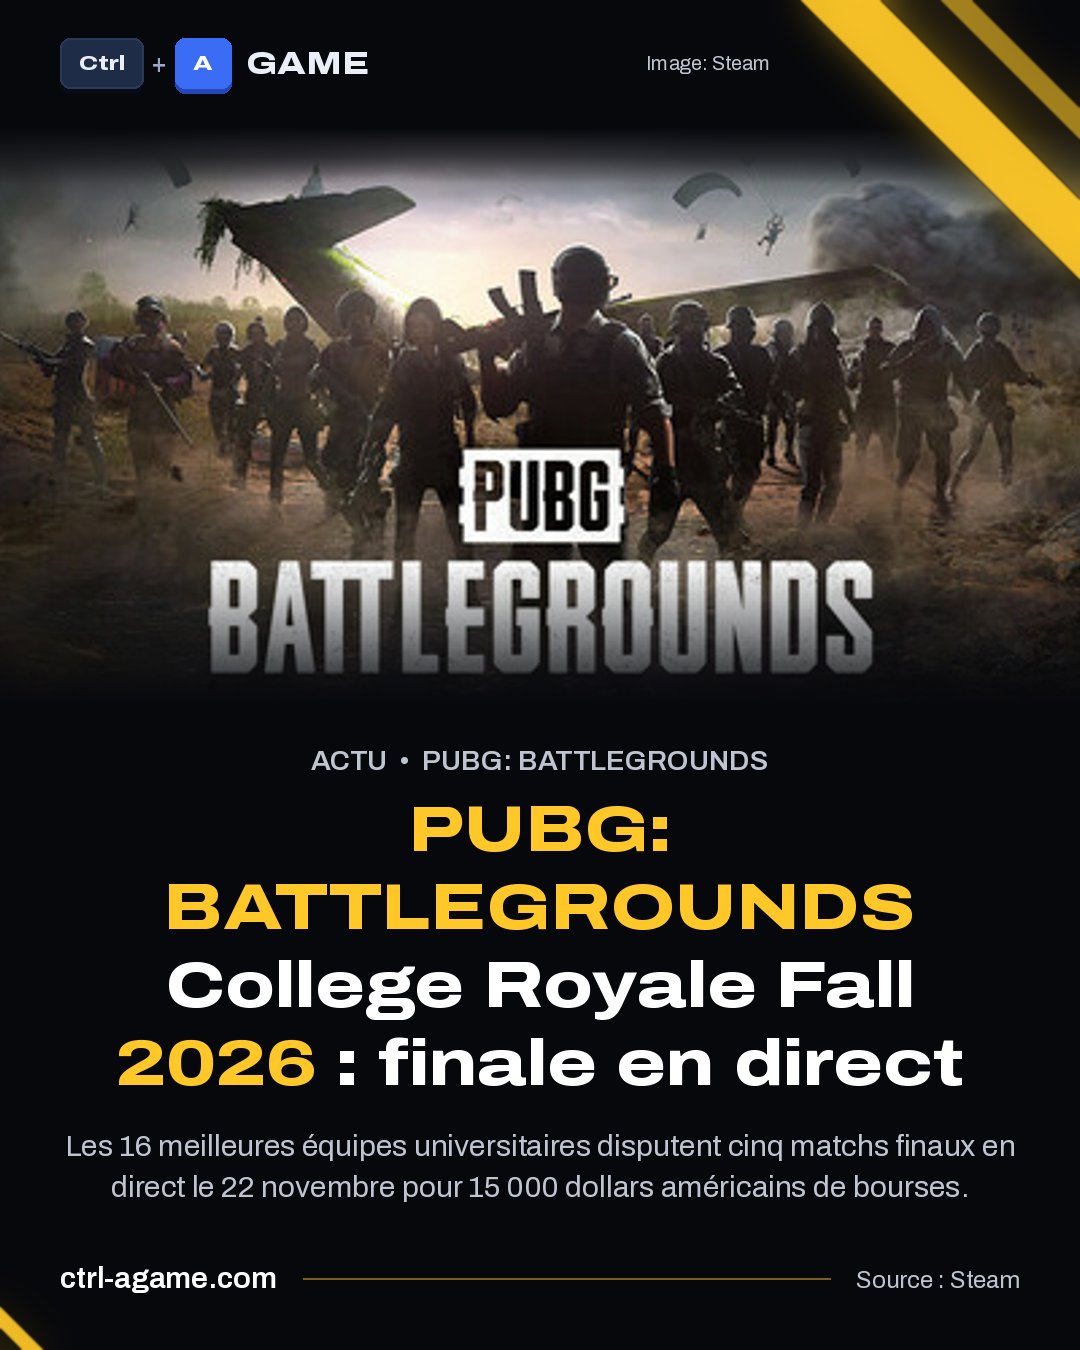 Ctrl + A GAME
Image: Steam
PUBG
BATTLEGROUNDS
ACTU • PUBG: BATTLEGROUNDS
PUBG:
BATTLEGROUNDS
College Royale Fall
2026 : finale en direct
Les 16 meilleures équipes universitaires disputent cinq matchs finaux en
direct le 22 novembre pour 15 000 dollars américains de bourses.
ctrl-agame.com
Source : Steam